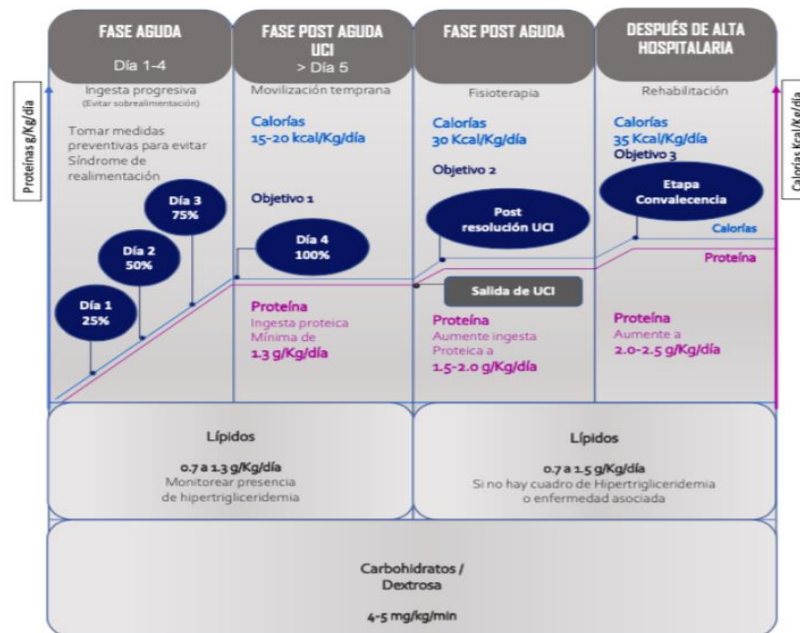 FASE AGUDA
Día 1-4
FASE POST AGUDA
UCI
> Día 5
FASE POST AGUDA
DESPUÉS DE ALTA
HOSPITALARIA
Proteínas g/Kg/día
Ingesta progresiva
(Evitar sobrealimentación)
Tomar medidas
preventivas para evitar
Síndrome de
realimentación
Día 3
75%
Día 2
50%
Día 1
25%
Movilización temprana
Calorías
15-20 kcal/Kg/día
Objetivo 1
Día 4
100%
Proteína
Ingesta proteica
Mínima de
1.3 g/Kg/día
Fisioterapia
Calorías
30 Kcal/Kg/día
Objetivo 2
Post
resolución UCI
Salida de UCI
Proteína
Aumente ingesta
Proteica a
1.5-2.0 g/Kg/día
Rehabilitación
Calorías
35 Kcal/Kg/día
Objetivo 3
Etapa
Convalecencia
Calorías
Proteína
Proteína
Aumente a
2.0-2.5 g/Kg/día
Calorías Kcal/Kg/día
Lípidos
0.7 a 1.3 g/Kg/día
Monitorear presencia
de hipertrigliceridemia
Lípidos
0.7 a 1.5 g/Kg/día
Si no hay cuadro de Hipertrigliceridemia
o enfermedad asociada
Carbohidratos /
Dextrosa
4-5 mg/kg/min